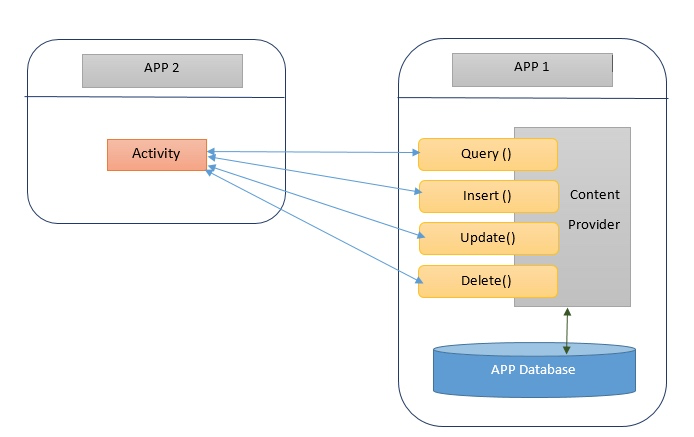 APP 2
APP 1
Activity
Query ()
Insert ()
Update()
Delete()
Content
Provider
APP Database